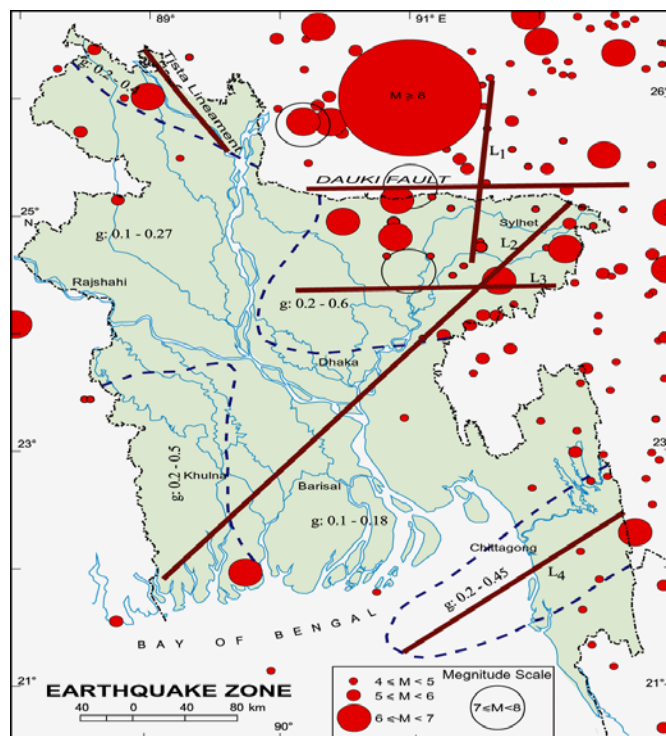 89°
91° E
26°
g: 0.2 - 0.4
Tista Lineament
M ≥ 8
L1
DAUKI FAULT
25°
N
Sylhet
g: 0.1 - 0.27
L2
Rajshahi
L3
g: 0.2 - 0.6
Dhaka
23°
23°
g: 0.2 - 0.5
Khulna
Barisal
g: 0.1 - 0.18
Chittagong
L4
g: 0.2 - 0.45
BAY OF BENGAL
21°
21°
EARTHQUAKE ZONE
40 0 40 80 km
90°
Megnitude Scale
4 ≤ M < 5
5 ≤ M < 6
6 ≤ M < 7
7 ≤ M < 8